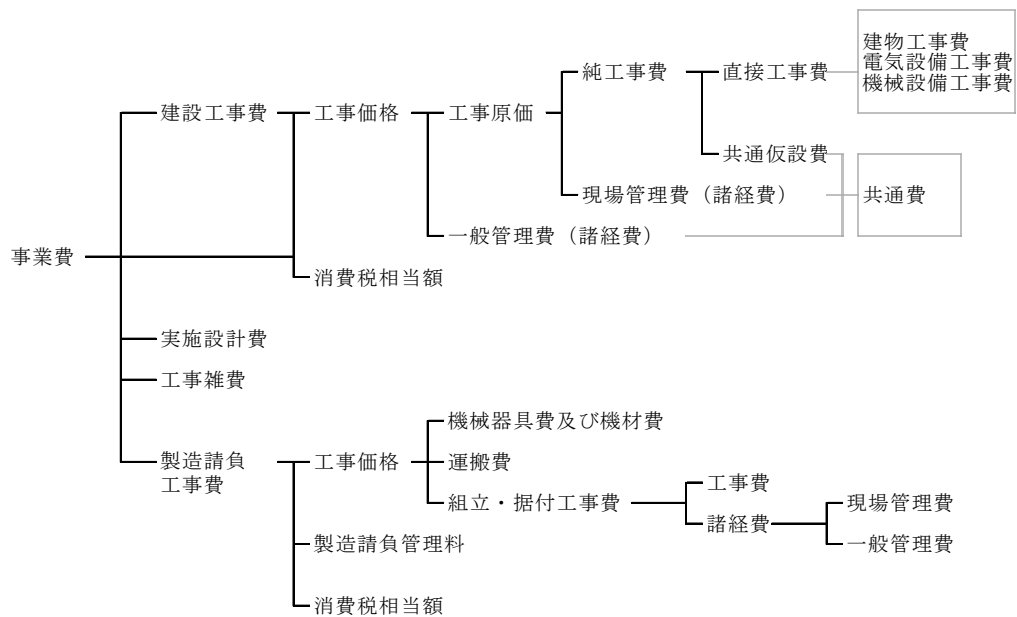 建物工事費
電気設備工事費
機械設備工事費
純工事費
直接工事費
建設工事費
工事価格
工事原価
共通仮設費
現場管理費（諸経費）
共通費
一般管理費（諸経費）
事業費
消費税相当額
実施設計費
工事雑費
機械器具費及び機材費
製造請負
工事費
工事価格
運搬費
組立・据付工事費
工事費
諸経費
現場管理費
一般管理費
製造請負管理料
消費税相当額